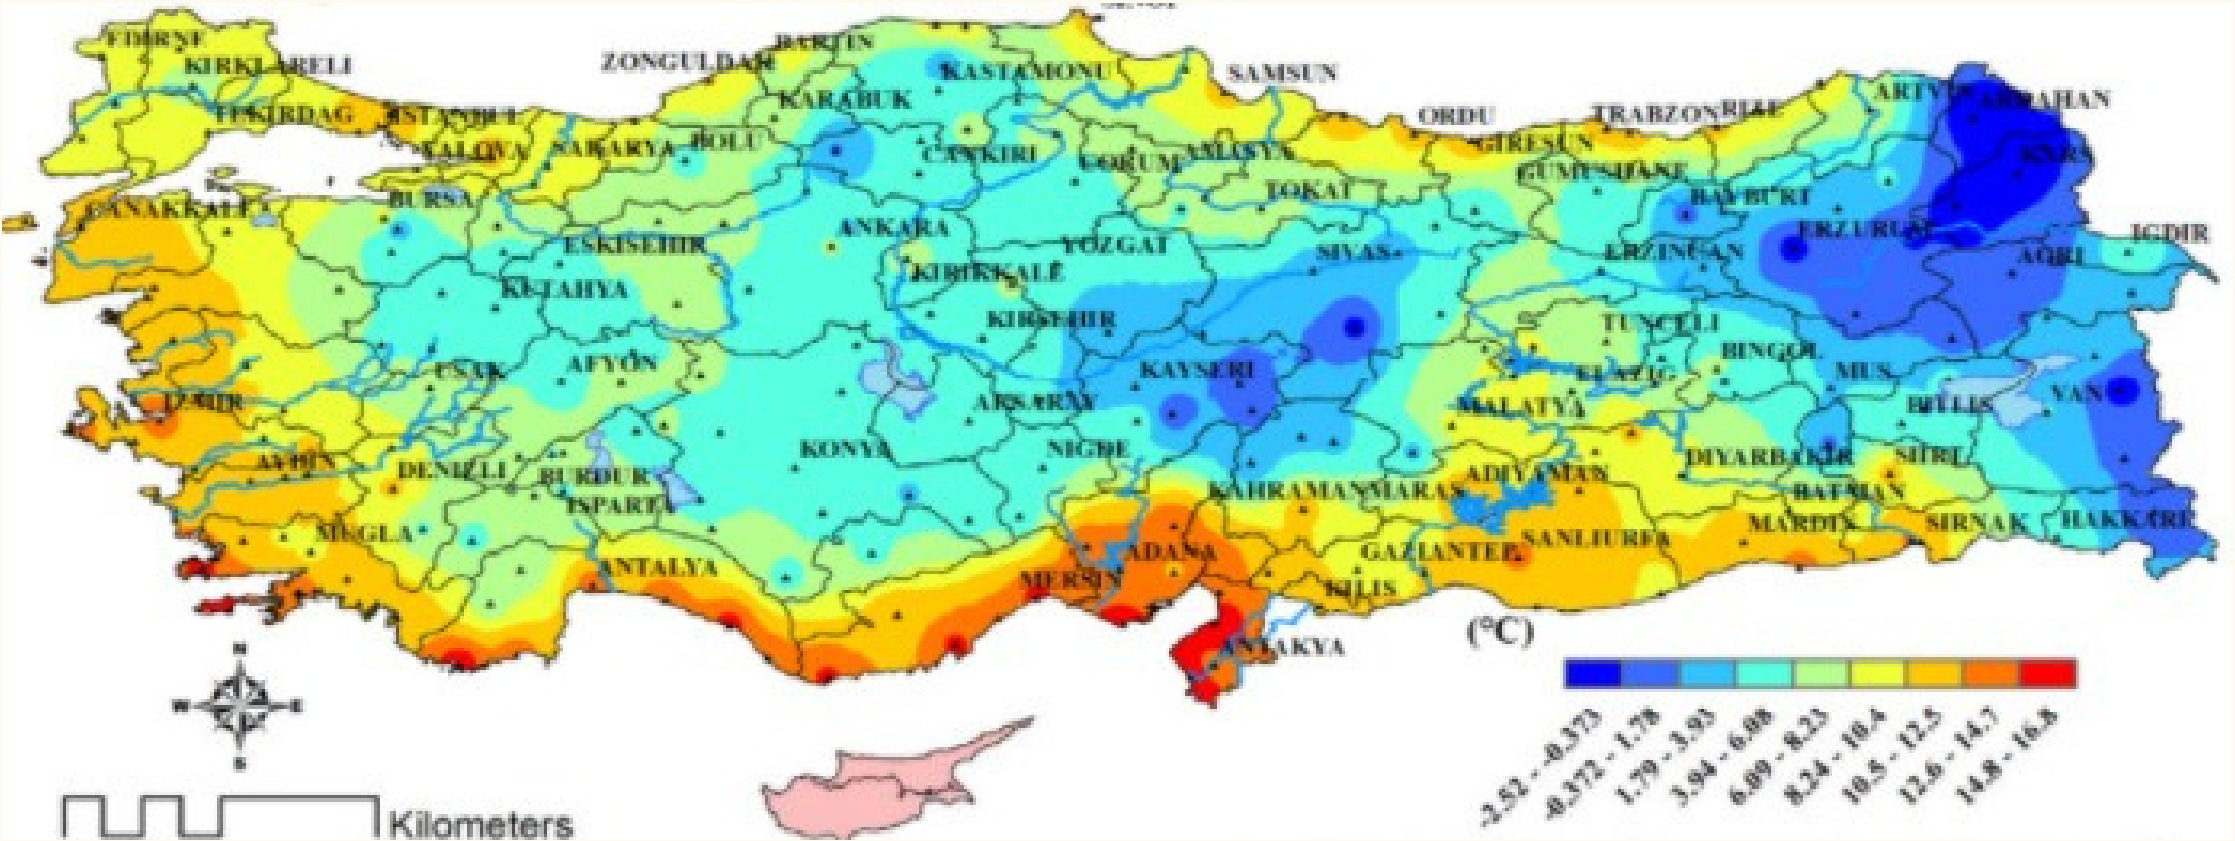 EDIRNE
KIRKLARELI
TEKIRDAG
ISTANBUL
YALOVA
SAKARYA
BOLU
ZONGULDAK
BARTIN
KARABUK
KASTAMONU
CANKIRI
CORUM
AMASYA
SAMSUN
TOKAT
ORDU
GIRESUN
TRABZON
RIZE
GUMUSHANE
BAYBURT
ARTVIN
ARDAHAN
KARS
CANAKKALE
BURSA
ESKISEHIR
ANKARA
KIRIKKALE
YOZGAT
SIVAS
ERZINCAN
ERZURUM
AGRI
IGDIR
KUTAHYA
KIRSEHIR
TUNCELI
BINGOL
MUS
USAK
AFYON
KAYSERI
ELAZIG
VAN
IZMIR
AKSARAY
MALATYA
BITLIS
AYDIN
DENIZLI
BURDUR
ISPARTA
KONYA
NIGDE
KAHRAMANMARAS
ADIYAMAN
DIYARBAKIR
SIIRT
BATMAN
MUGLA
ANTALYA
MERSIN
ADANA
GAZIANTEP
SANLIURFA
MARDIN
SIRNAK
HAKKARI
KILIS
ANTAKYA
(°C)
-2.52 - -0.373
-0.372 - 1.78
1.79 - 3.93
3.94 - 6.08
6.09 - 8.23
8.24 - 10.4
10.5 - 12.5
12.6 - 14.7
14.8 - 16.8
N
W
E
S
Kilometers